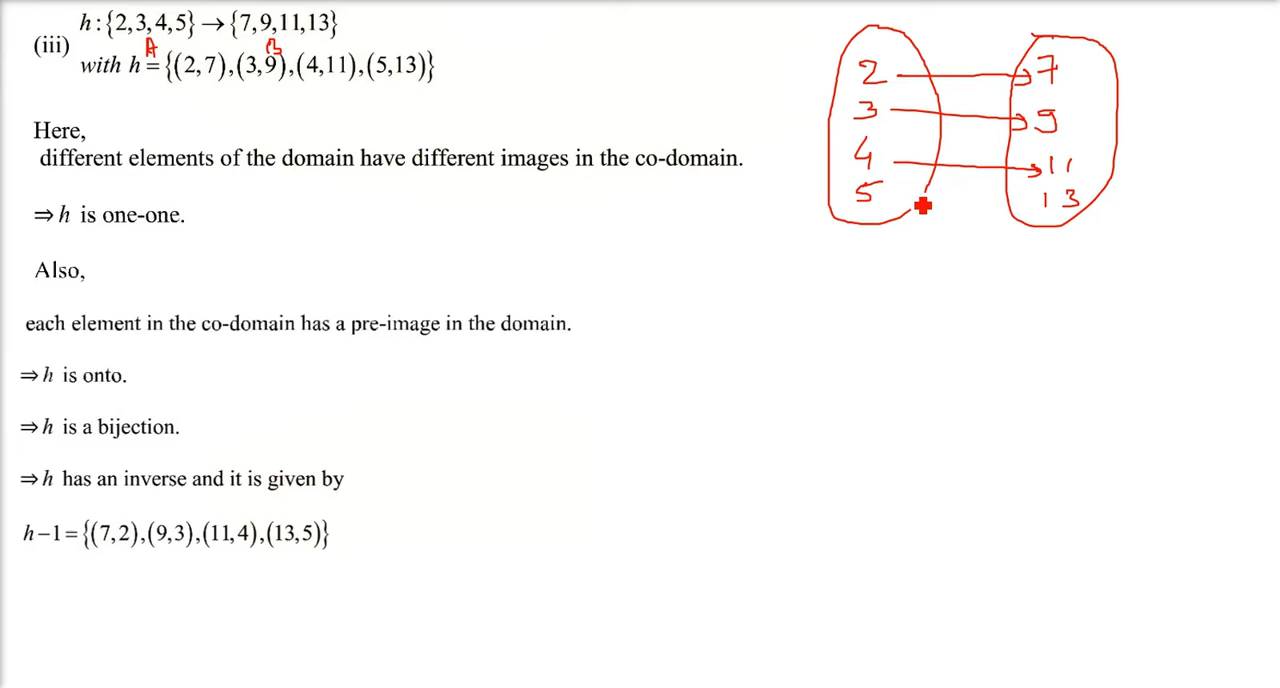 h : {2,3,4,5} → {7,9,11,13}
(iii)
A B
with h = {(2,7),(3,9),(4,11),(5,13)}
Here,
different elements of the domain have different images in the co-domain.
⇒ h is one-one.
Also,
each element in the co-domain has a pre-image in the domain.
⇒ h is onto.
⇒ h is a bijection.
⇒ h has an inverse and it is given by
h−1 = {(7,2),(9,3),(11,4),(13,5)}
2 7
3 9
4 11
5 13